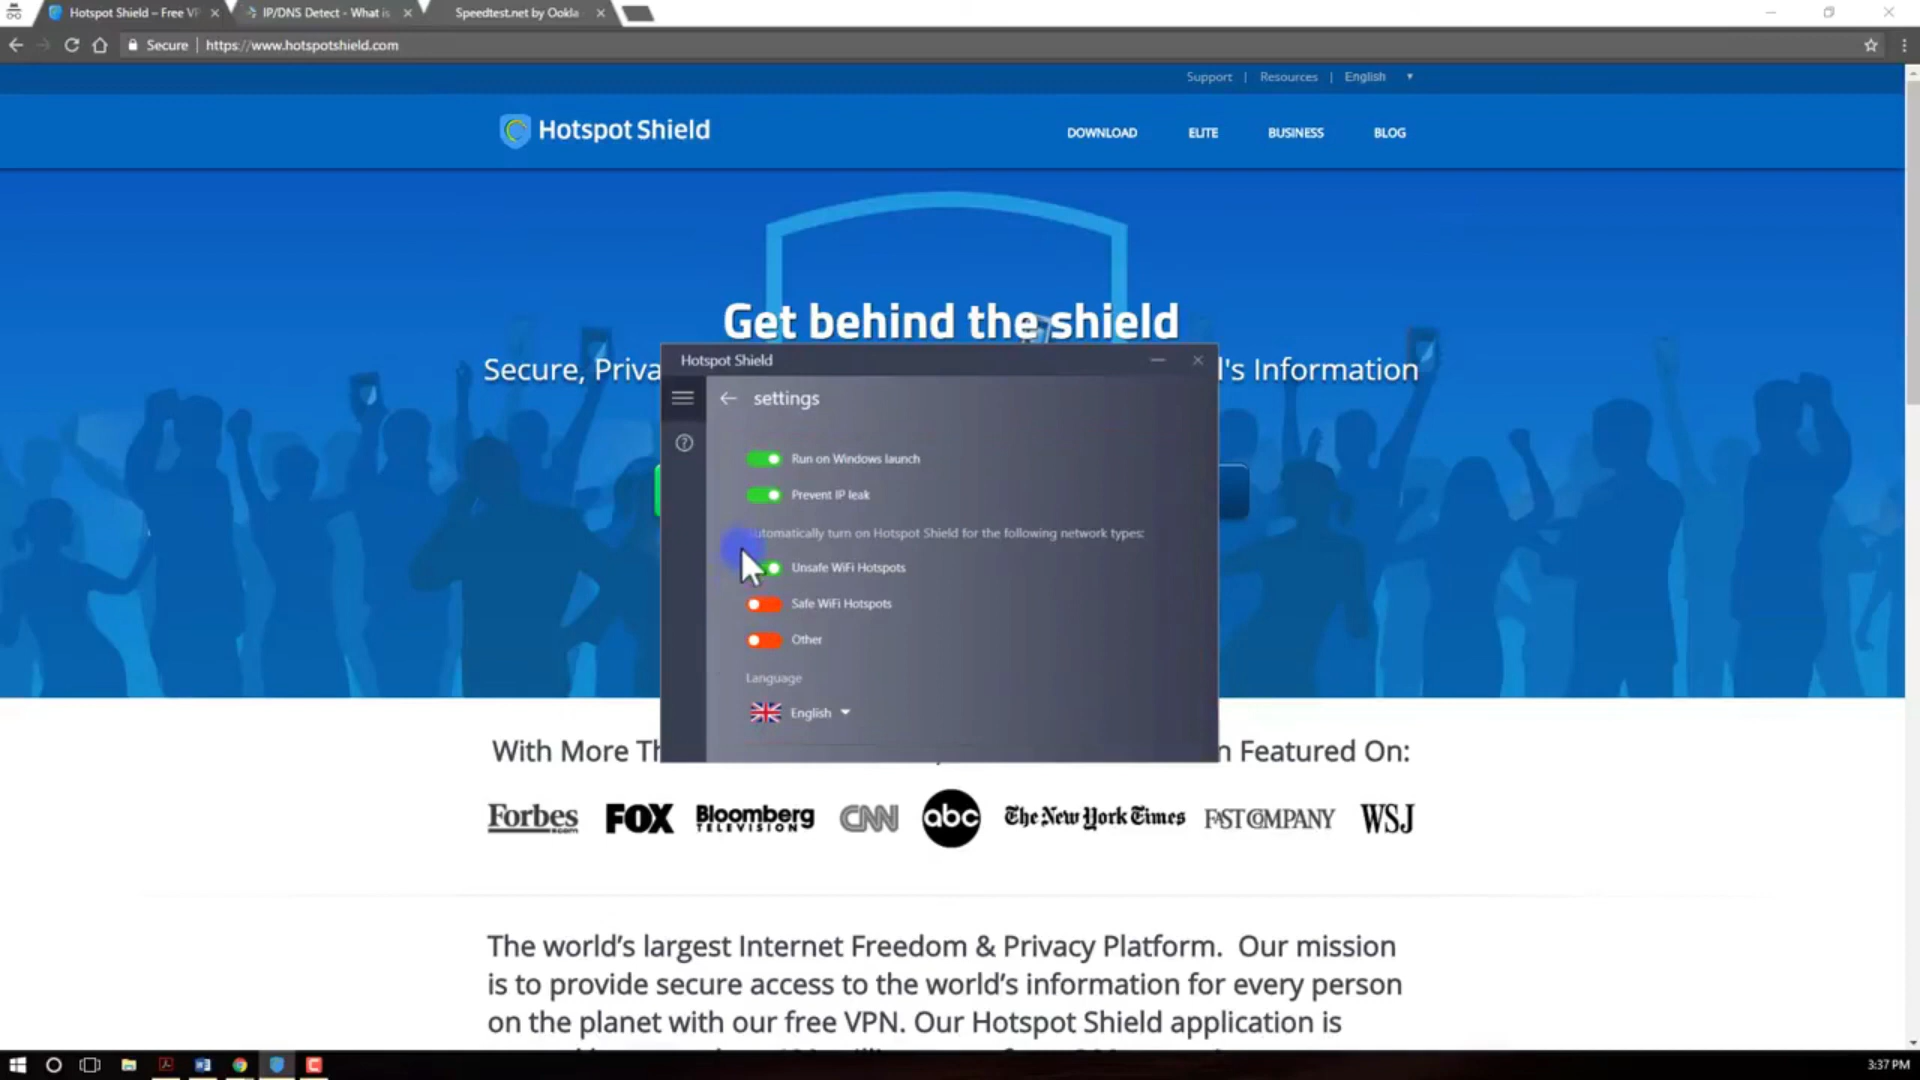 Hotspot Shield – Free VP
IP/DNS Detect - What is
Speedtest.net by Ookla
Secure | https://www.hotspotshield.com
Support | Resources | English
Hotspot Shield
DOWNLOAD ELITE BUSINESS BLOG
Get behind the shield
Secure, Priva l's Information
Hotspot Shield
settings
Run on Windows launch
Prevent IP leak
utomatically turn on Hotspot Shield for the following network types:
Unsafe WiFi Hotspots
Safe WiFi Hotspots
Other
Language
English
With More Th n Featured On:
Forbes.com FOX Bloomberg TELEVISION CNN abc The New York Times FAST COMPANY WSJ
The world's largest Internet Freedom & Privacy Platform. Our mission
is to provide secure access to the world's information for every person
on the planet with our free VPN. Our Hotspot Shield application is
3:37 PM